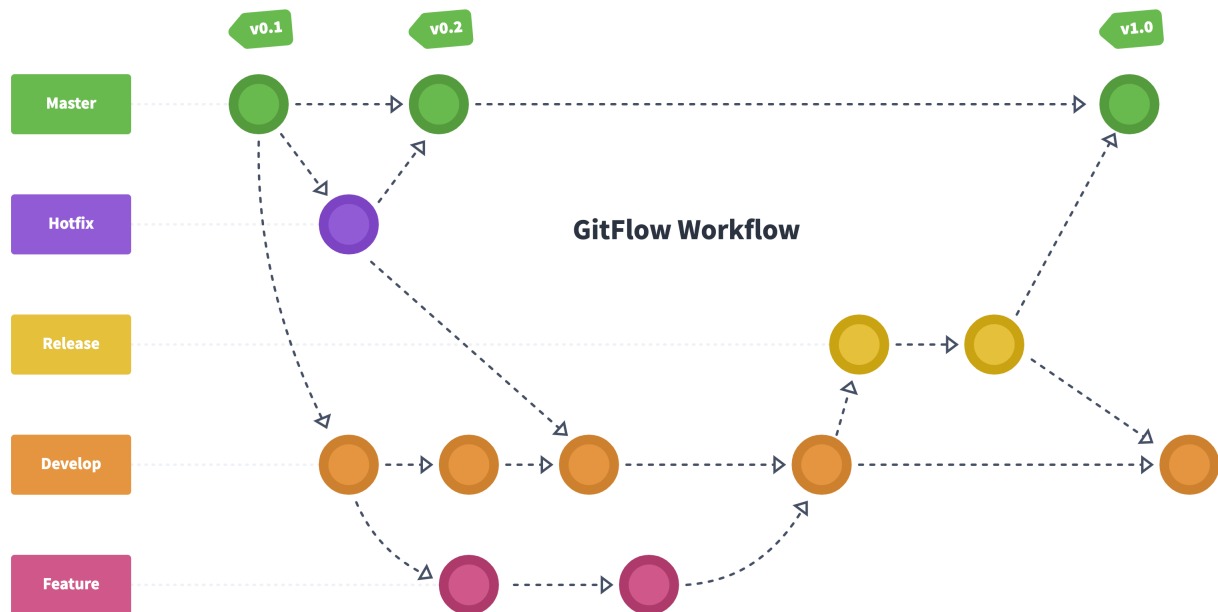 v0.1
v0.2
v1.0
Master
Hotfix
GitFlow Workflow
Release
Develop
Feature